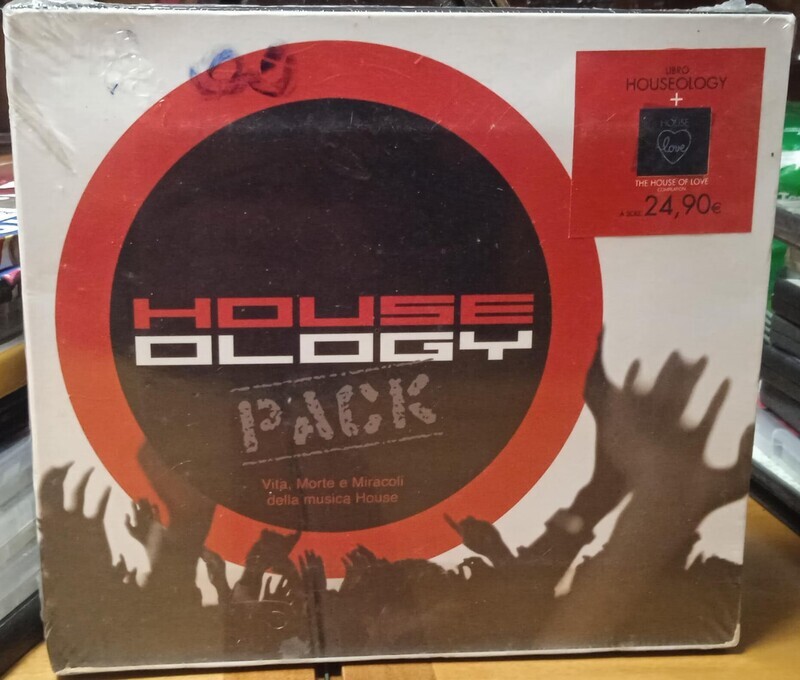 HOUSE
OLOGY
PACK
Vita, Morte e Miracoli
della musica House
LIBRO
HOUSEOLOGY
+
HOUSE
love
THE HOUSE OF LOVE
COMPILATION
A SOLI 24,90€